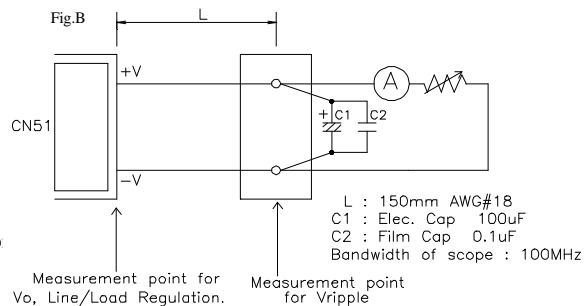 Fig.B
L
+V
CN51
A
+
C1
C2
-V
L : 150mm AWG#18
C1 : Elec. Cap 100uF
C2 : Film Cap 0.1uF
Bandwidth of scope : 100MHz
Measurement point for
Vo, Line/Load Regulation.
Measurement point
for Vripple